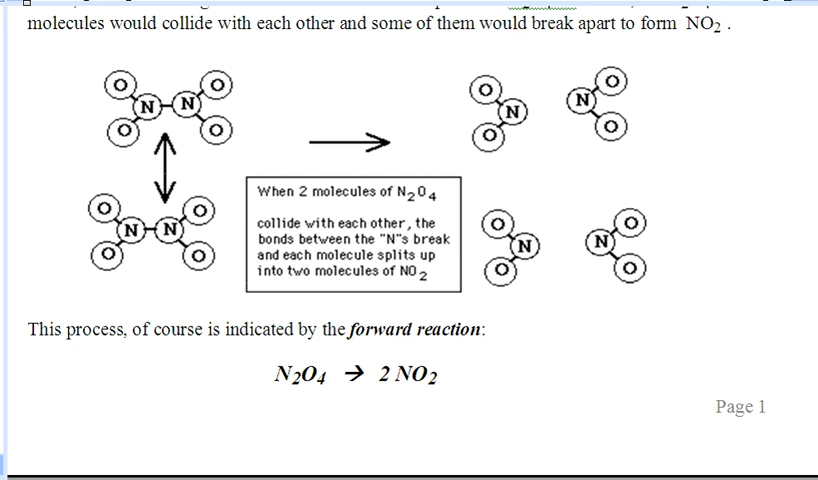 molecules would collide with each other and some of them would break apart to form NO2 .
O O O O
N N N N
O O O O
When 2 molecules of N2O4
collide with each other, the
bonds between the "N"s break
and each molecule splits up
into two molecules of NO2
O O O O
N N N N
O O O O
This process, of course is indicated by the forward reaction:
N2O4 → 2 NO2
Page 1